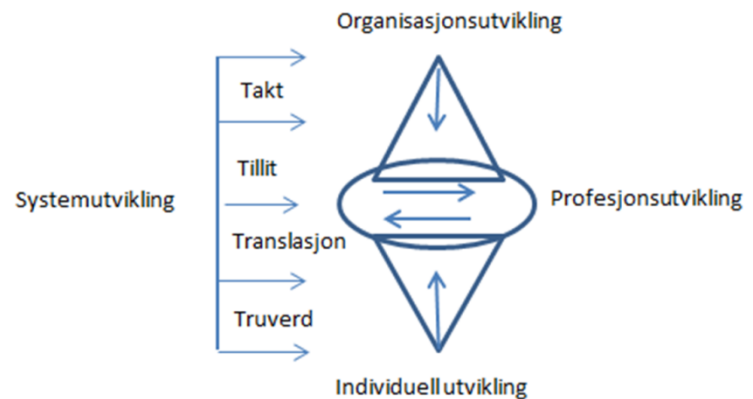 Organisasjonsutvikling
Takt
Tillit
Systemutvikling
Profesjonsutvikling
Translasjon
Truverd
Individuell utvikling